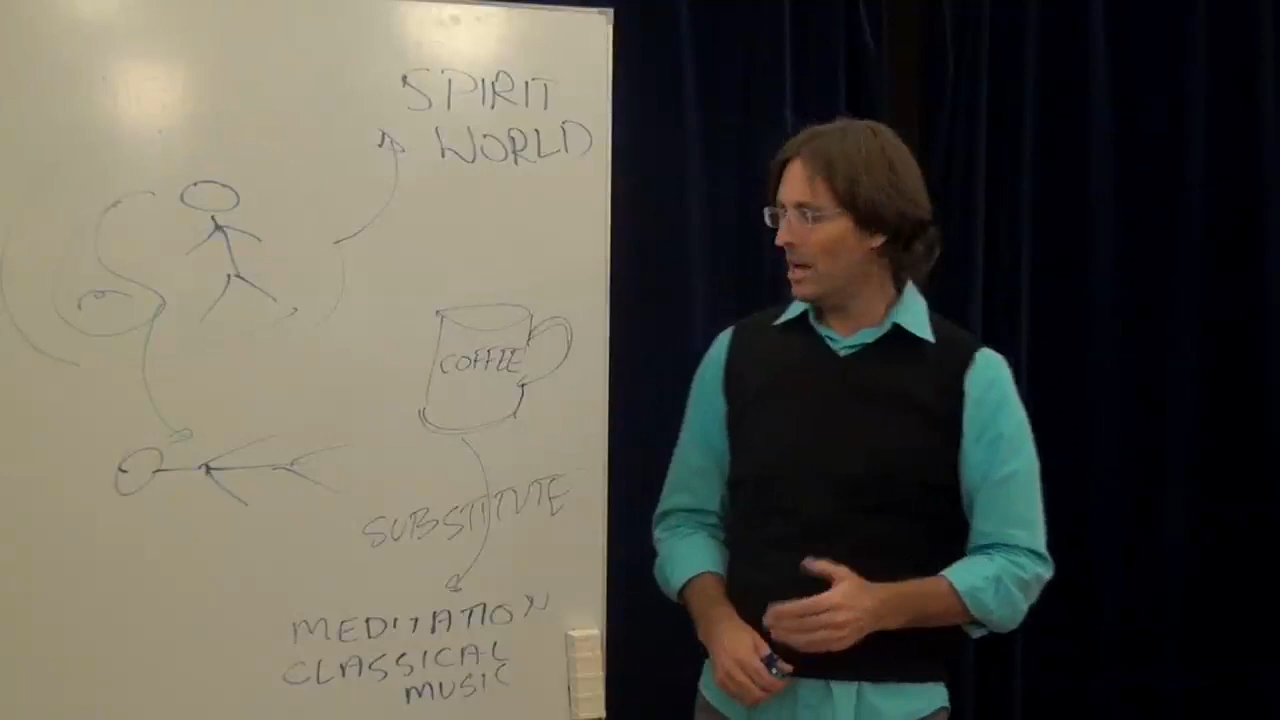 SPIRIT
WORLD
COFFEE
SUBSTITUTE
MEDITATION
CLASSICAL
MUSIC